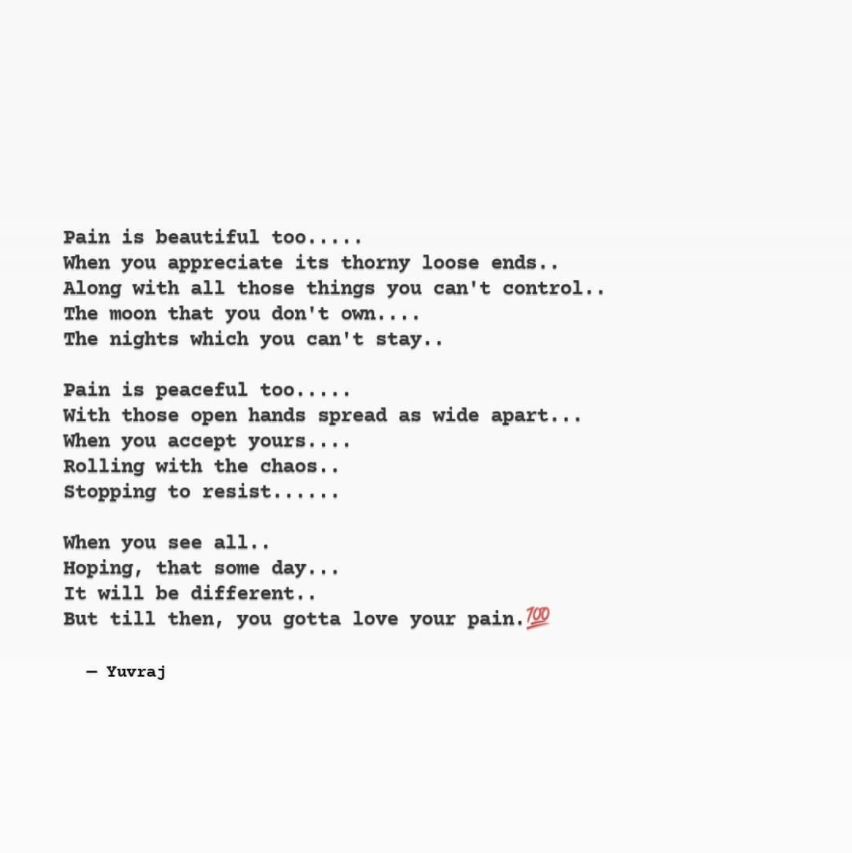 Pain is beautiful too.....
When you appreciate its thorny loose ends..
Along with all those things you can't control..
The moon that you don't own....
The nights which you can't stay..
Pain is peaceful too.....
With those open hands spread as wide apart...
When you accept yours....
Rolling with the chaos..
Stopping to resist......
When you see all..
Hoping, that some day...
It will be different..
But till then, you gotta love your pain.💯
— Yuvraj